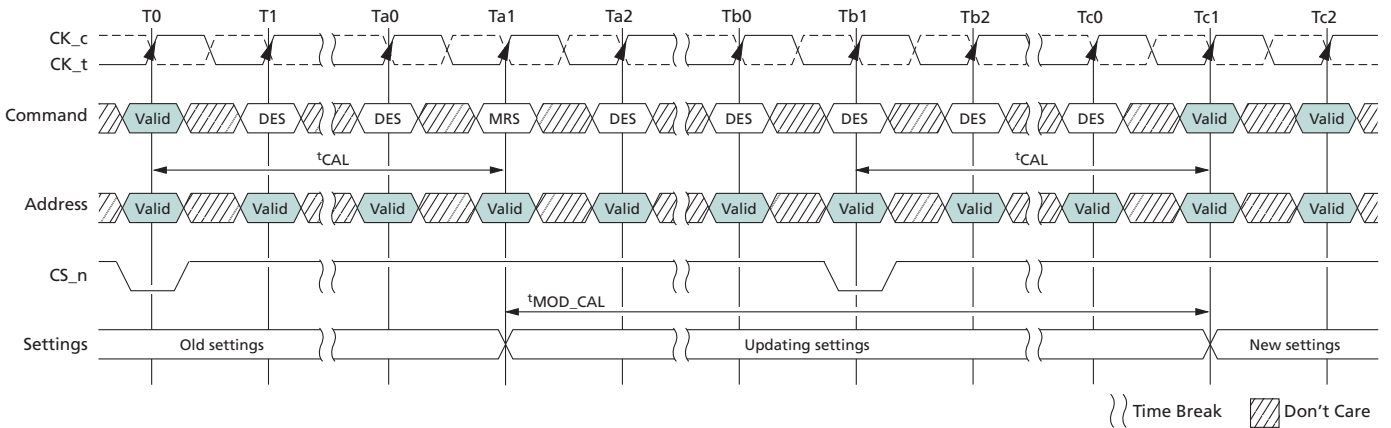 T0 T1 Ta0 Ta1 Ta2 Tb0 Tb1 Tb2 Tc0 Tc1 Tc2
CK_c
CK_t
Command Valid DES DES MRS DES DES DES DES DES Valid Valid
tCAL tCAL
Address Valid Valid Valid Valid Valid Valid Valid Valid Valid Valid Valid
CS_n
tMOD_CAL
Settings Old settings Updating settings New settings
Time Break Don't Care